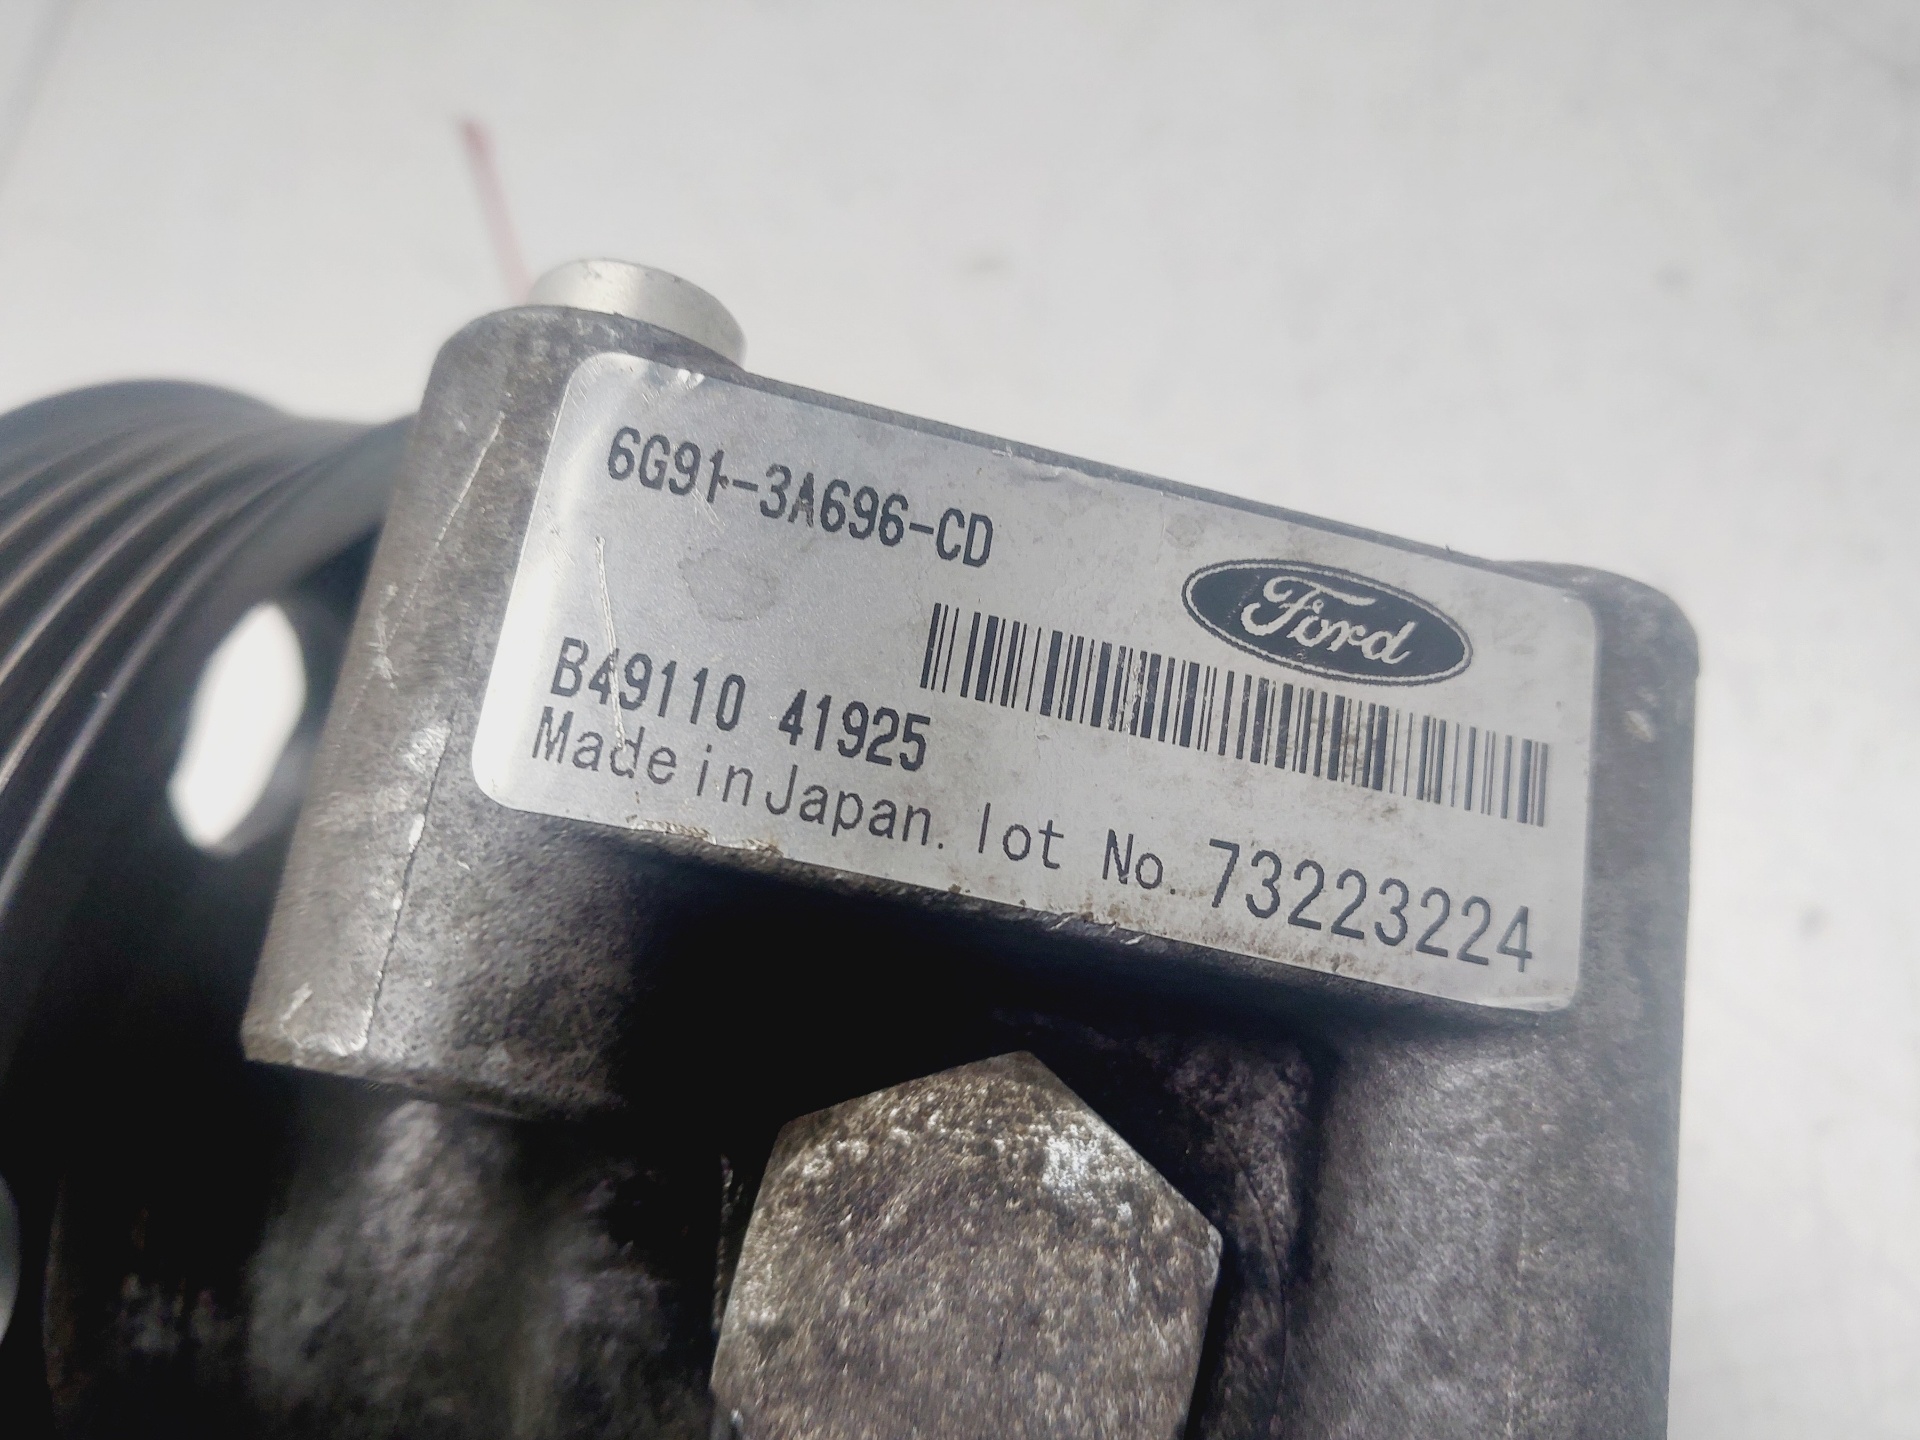 6G91-3A696-CD
Ford
B49110 41925
Made in Japan. lot No. 73223224